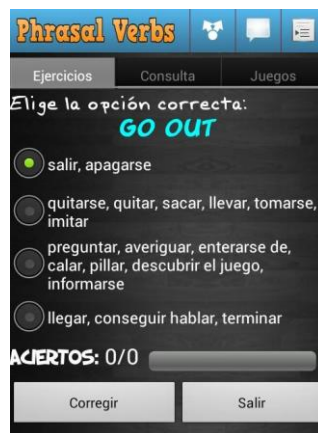 Phrasal Verbs
Ejercicios Consulta Juegos
Elige la opción correcta:
GO OUT
salir, apagarse
quitarse, quitar, sacar, llevar, tomarse,
imitar
preguntar, averiguar, enterarse de,
calar, pillar, descubrir el juego,
informarse
llegar, conseguir hablar, terminar
ACIERTOS: 0/0
Corregir Salir